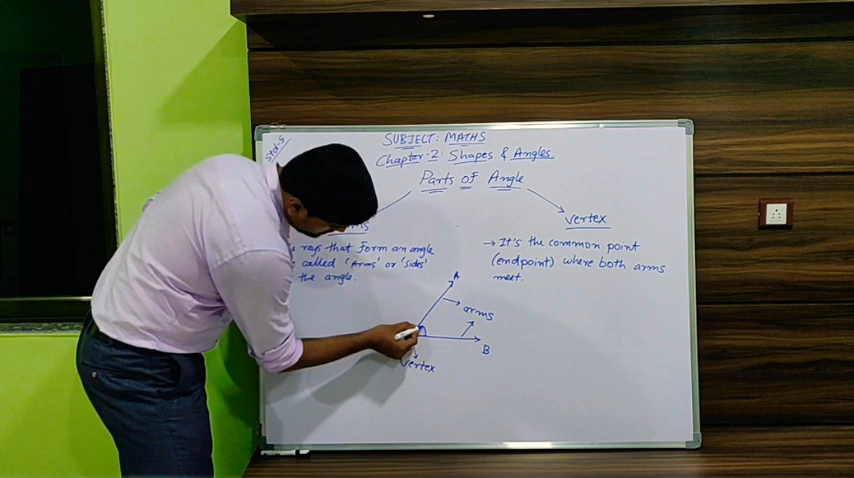 Std-5
SUBJECT: MATHS
Chapter-2: Shapes & Angles
Parts of Angle
vertex
rays that form an angle
called 'Arms' or 'sides'
the angle.
→ It's the common point
(endpoint) where both arms
meet.
A
arms
B
vertex